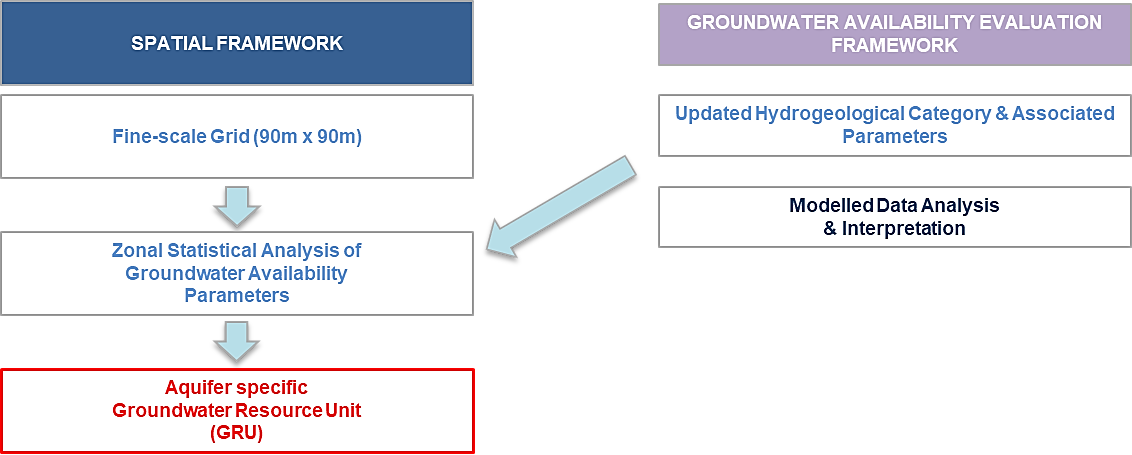 SPATIAL FRAMEWORK
Fine-scale Grid (90m x 90m)
Zonal Statistical Analysis of
Groundwater Availability
Parameters
Aquifer specific
Groundwater Resource Unit
(GRU)
GROUNDWATER AVAILABILITY EVALUATION
FRAMEWORK
Updated Hydrogeological Category & Associated
Parameters
Modelled Data Analysis
& Interpretation